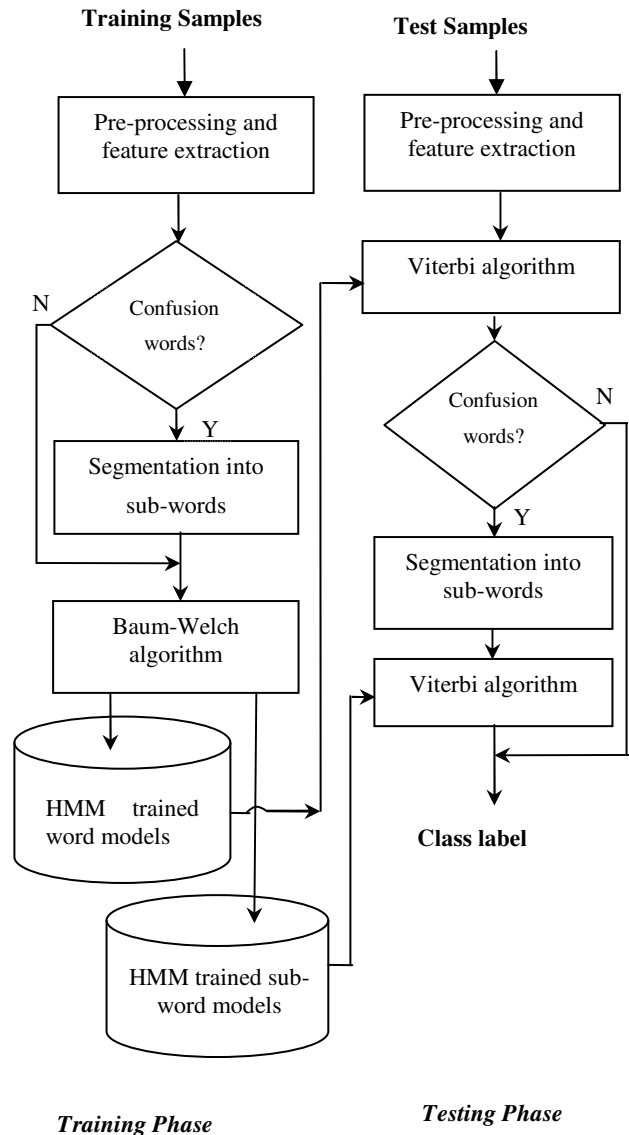 Training Samples
Pre-processing and
feature extraction
N
Confusion
words?
Y
Segmentation into
sub-words
Baum-Welch
algorithm
HMM trained
word models
HMM trained sub-
word models
Training Phase
Test Samples
Pre-processing and
feature extraction
Viterbi algorithm
Confusion
words?
N
Y
Segmentation into
sub-words
Viterbi algorithm
Class label
Testing Phase